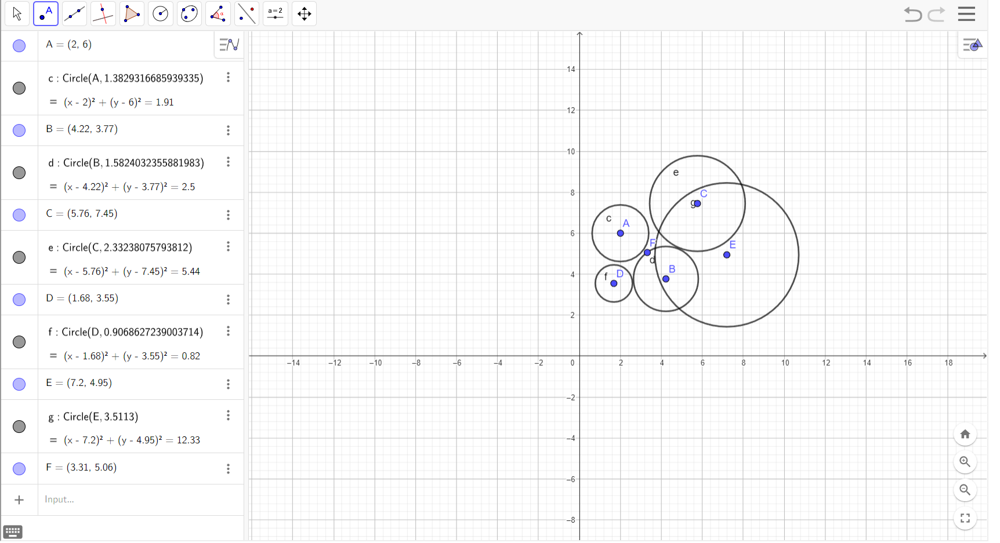 A
α
a=2
A = (2, 6)
c : Circle(A, 1.3829316685939335)
= (x - 2)² + (y - 6)² = 1.91
B = (4.22, 3.77)
d : Circle(B, 1.5824032355881983)
= (x - 4.22)² + (y - 3.77)² = 2.5
C = (5.76, 7.45)
e : Circle(C, 2.33238075793812)
= (x - 5.76)² + (y - 7.45)² = 5.44
D = (1.68, 3.55)
f : Circle(D, 0.9068627239003714)
= (x - 1.68)² + (y - 3.55)² = 0.82
E = (7.2, 4.95)
g : Circle(E, 3.5113)
= (x - 7.2)² + (y - 4.95)² = 12.33
F = (3.31, 5.06)
+ Input...
14
12
10
e
8
C
g
c
A
6
F
E
d
B
4
f
D
2
–14 –12 –10 –8 –6 –4 –2 0 2 4 6 8 10 12 14 16 18
–2
–4
–6
–8